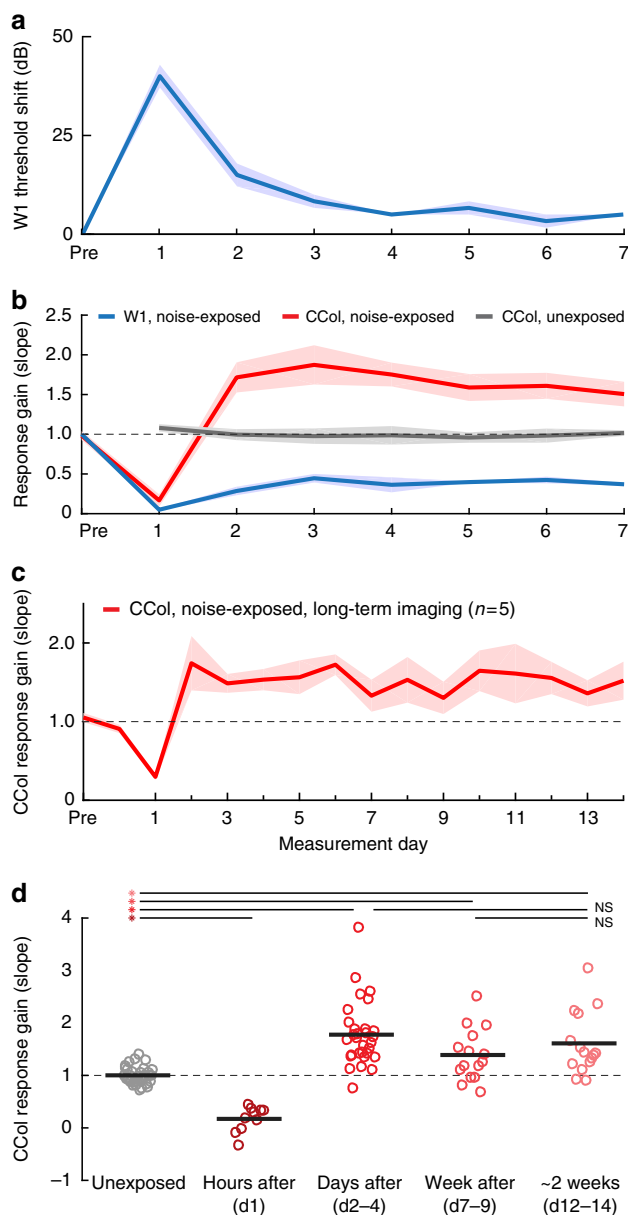 a
W1 threshold shift (dB)
50
25
0
Pre 1 2 3 4 5 6 7
b
Response gain (slope)
W1, noise-exposed CCol, noise-exposed CCol, unexposed
2.5
2.0
1.5
1.0
0.5
0
Pre 1 2 3 4 5 6 7
c
CCol response gain (slope)
CCol, noise-exposed, long-term imaging (n=5)
2.0
1.0
0
Pre 1 3 5 7 9 11 13
Measurement day
d
CCol response gain (slope)
*
*
* NS
* NS
4
3
2
1
0
−1
Unexposed Hours after Days after Week after ~2 weeks
(d1) (d2–4) (d7–9) (d12–14)